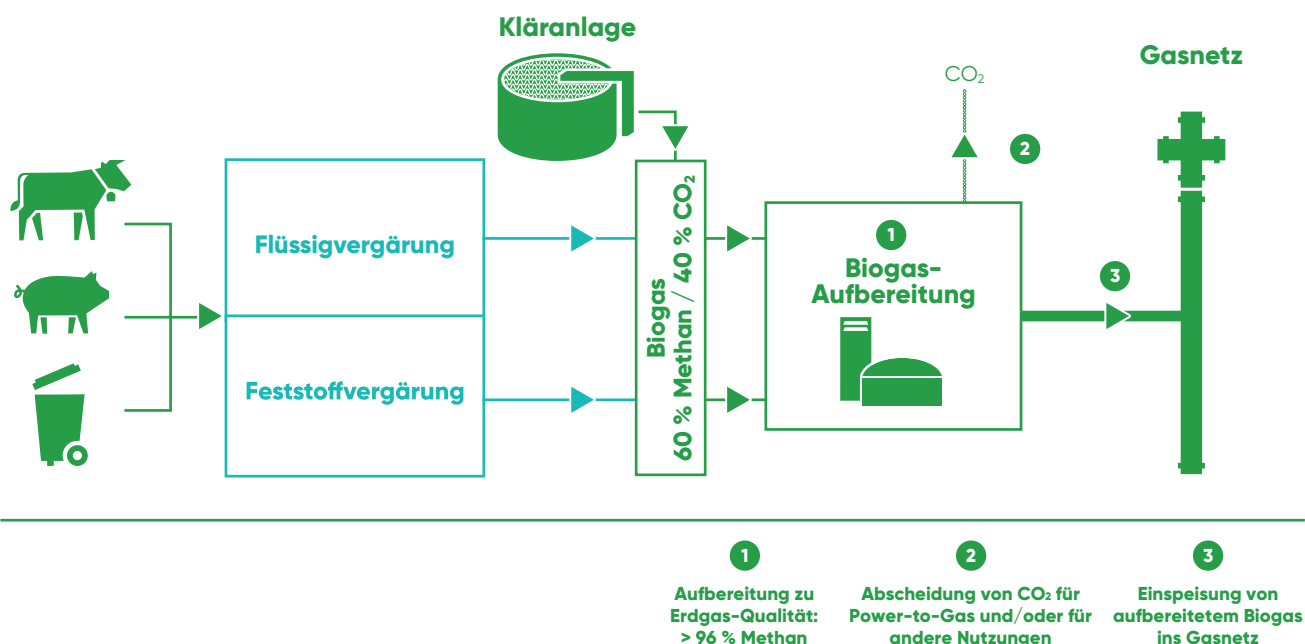 Kläranlage
Gasnetz
CO₂
2
Flüssigvergärung
Feststoffvergärung
Biogas
60 % Methan / 40 % CO₂
1
Biogas-
Aufbereitung
3
1
Aufbereitung zu
Erdgas-Qualität:
> 96 % Methan
2
Abscheidung von CO₂ für
Power-to-Gas und/oder für
andere Nutzungen
3
Einspeisung von
aufbereitetem Biogas
ins Gasnetz